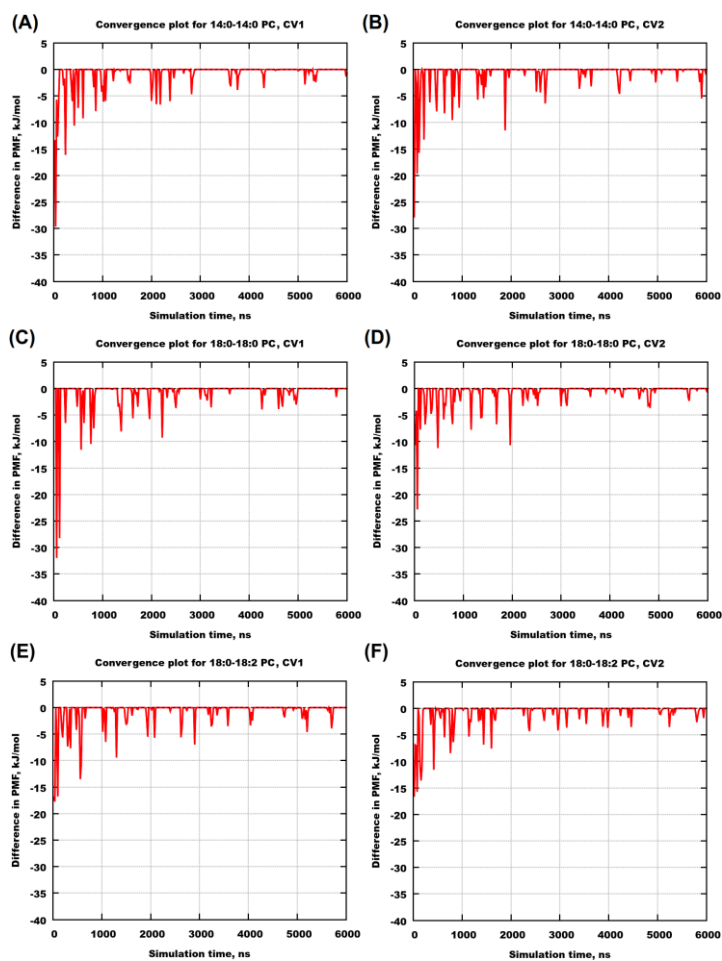 (A)
Convergence plot for 14:0-14:0 PC, CV1
Difference in PMF, kJ/mol
5
0
-5
-10
-15
-20
-25
-30
-35
-40
0 1000 2000 3000 4000 5000 6000
Simulation time, ns
(B)
Convergence plot for 14:0-14:0 PC, CV2
Difference in PMF, kJ/mol
5
0
-5
-10
-15
-20
-25
-30
-35
-40
0 1000 2000 3000 4000 5000 6000
Simulation time, ns
(C)
Convergence plot for 18:0-18:0 PC, CV1
Difference in PMF, kJ/mol
5
0
-5
-10
-15
-20
-25
-30
-35
-40
0 1000 2000 3000 4000 5000 6000
Simulation time, ns
(D)
Convergence plot for 18:0-18:0 PC, CV2
Difference in PMF, kJ/mol
5
0
-5
-10
-15
-20
-25
-30
-35
-40
0 1000 2000 3000 4000 5000 6000
Simulation time, ns
(E)
Convergence plot for 18:0-18:2 PC, CV1
Difference in PMF, kJ/mol
5
0
-5
-10
-15
-20
-25
-30
-35
-40
0 1000 2000 3000 4000 5000 6000
Simulation time, ns
(F)
Convergence plot for 18:0-18:2 PC, CV2
Difference in PMF, kJ/mol
5
0
-5
-10
-15
-20
-25
-30
-35
-40
0 1000 2000 3000 4000 5000 6000
Simulation time, ns